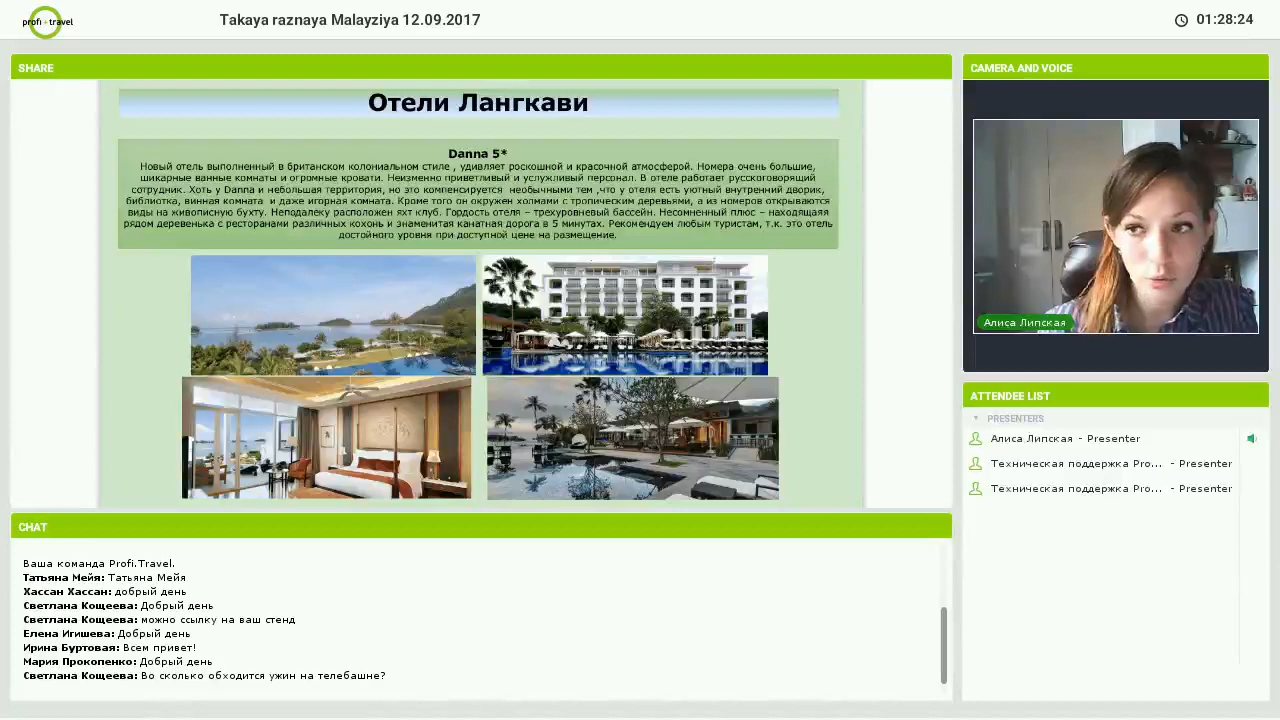 profi travel
Takaya raznaya Malayziya 12.09.2017
01:28:24
SHARE
Отели Лангкави
Danna 5*
Новый отель выполненный в британском колониальном стиле , удивляет роскошной и красочной атмосферой. Номера очень большие,
шикарные ванные комнаты и огромные кровати. Неизменно приветливый и услужливый персонал. В отеле работает русскоговорящий
сотрудник. Хоть у Danna и небольшая территория, но это компенсируется необычными тем ,что у отеля есть уютный внутренний дворик,
библиотка, винная комната и даже игорная комната. Кроме того он окружен холмами с тропическим деревьями, а из номеров открываются
виды на живописную бухту. Неподалеку расположен яхт клуб. Гордость отеля – трехуровневый бассейн. Несомненный плюс – находящаяя
рядом деревенька с ресторанами различных кохонь и знаменитая канатная дорога в 5 минутах. Рекомендуем любым туристам, т.к. это отель
достойного уровня при доступной цене на размещение.
CAMERA AND VOICE
Алиса Липская
ATTENDEE LIST
PRESENTERS
Алиса Липская - Presenter
Техническая поддержка Pro... - Presenter
Техническая поддержка Pro... - Presenter
CHAT
Ваша команда Profi.Travel.
Татьяна Мейя: Татьяна Мейя
Хассан Хассан: добрый день
Светлана Кощеева: Добрый день
Светлана Кощеева: можно ссылку на ваш стенд
Елена Игишева: Добрый день
Ирина Буртовая: Всем привет!
Мария Прокопенко: Добрый день
Светлана Кощеева: Во сколько обходится ужин на телебашне?